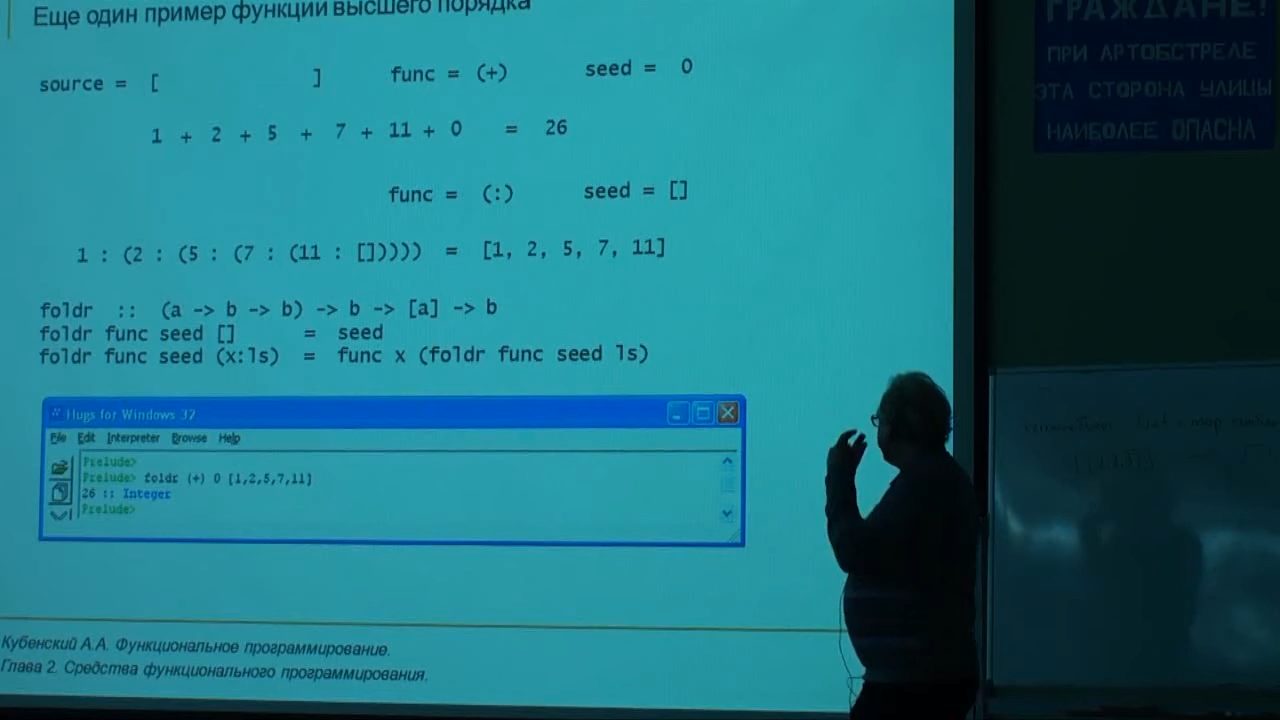 Еще один пример функции высшего порядка
source = [ ] func = (+) seed = 0
1 + 2 + 5 + 7 + 11 + 0 = 26
func = (:) seed = []
1 : (2 : (5 : (7 : (11 : [])))) = [1, 2, 5, 7, 11]
foldr :: (a -> b -> b) -> b -> [a] -> b
foldr func seed [] = seed
foldr func seed (x:ls) = func x (foldr func seed ls)
Hugs for Windows 32
File Edit Interpreter Browse Help
Prelude>
Prelude> foldr (+) 0 [1,2,5,7,11]
26 :: Integer
Prelude>
Кубенский А.А. Функциональное программирование.
Глава 2. Средства функционального программирования.
ГРАЖДАНЕ!
ПРИ АРТОБСТРЕЛЕ
ЭТА СТОРОНА УЛИЦЫ
НАИБОЛЕЕ ОПАСНА